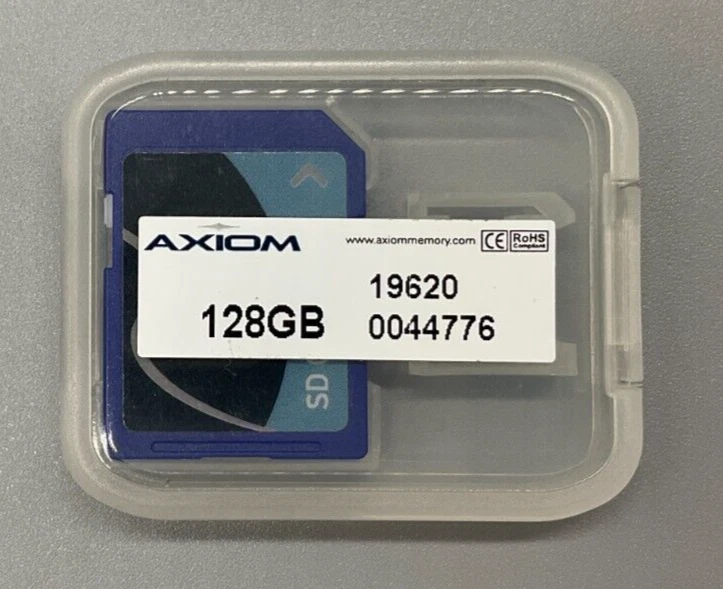 AXIOM www.axiommemory.com CE RoHS Compliant
19620
128GB 0044776
SD